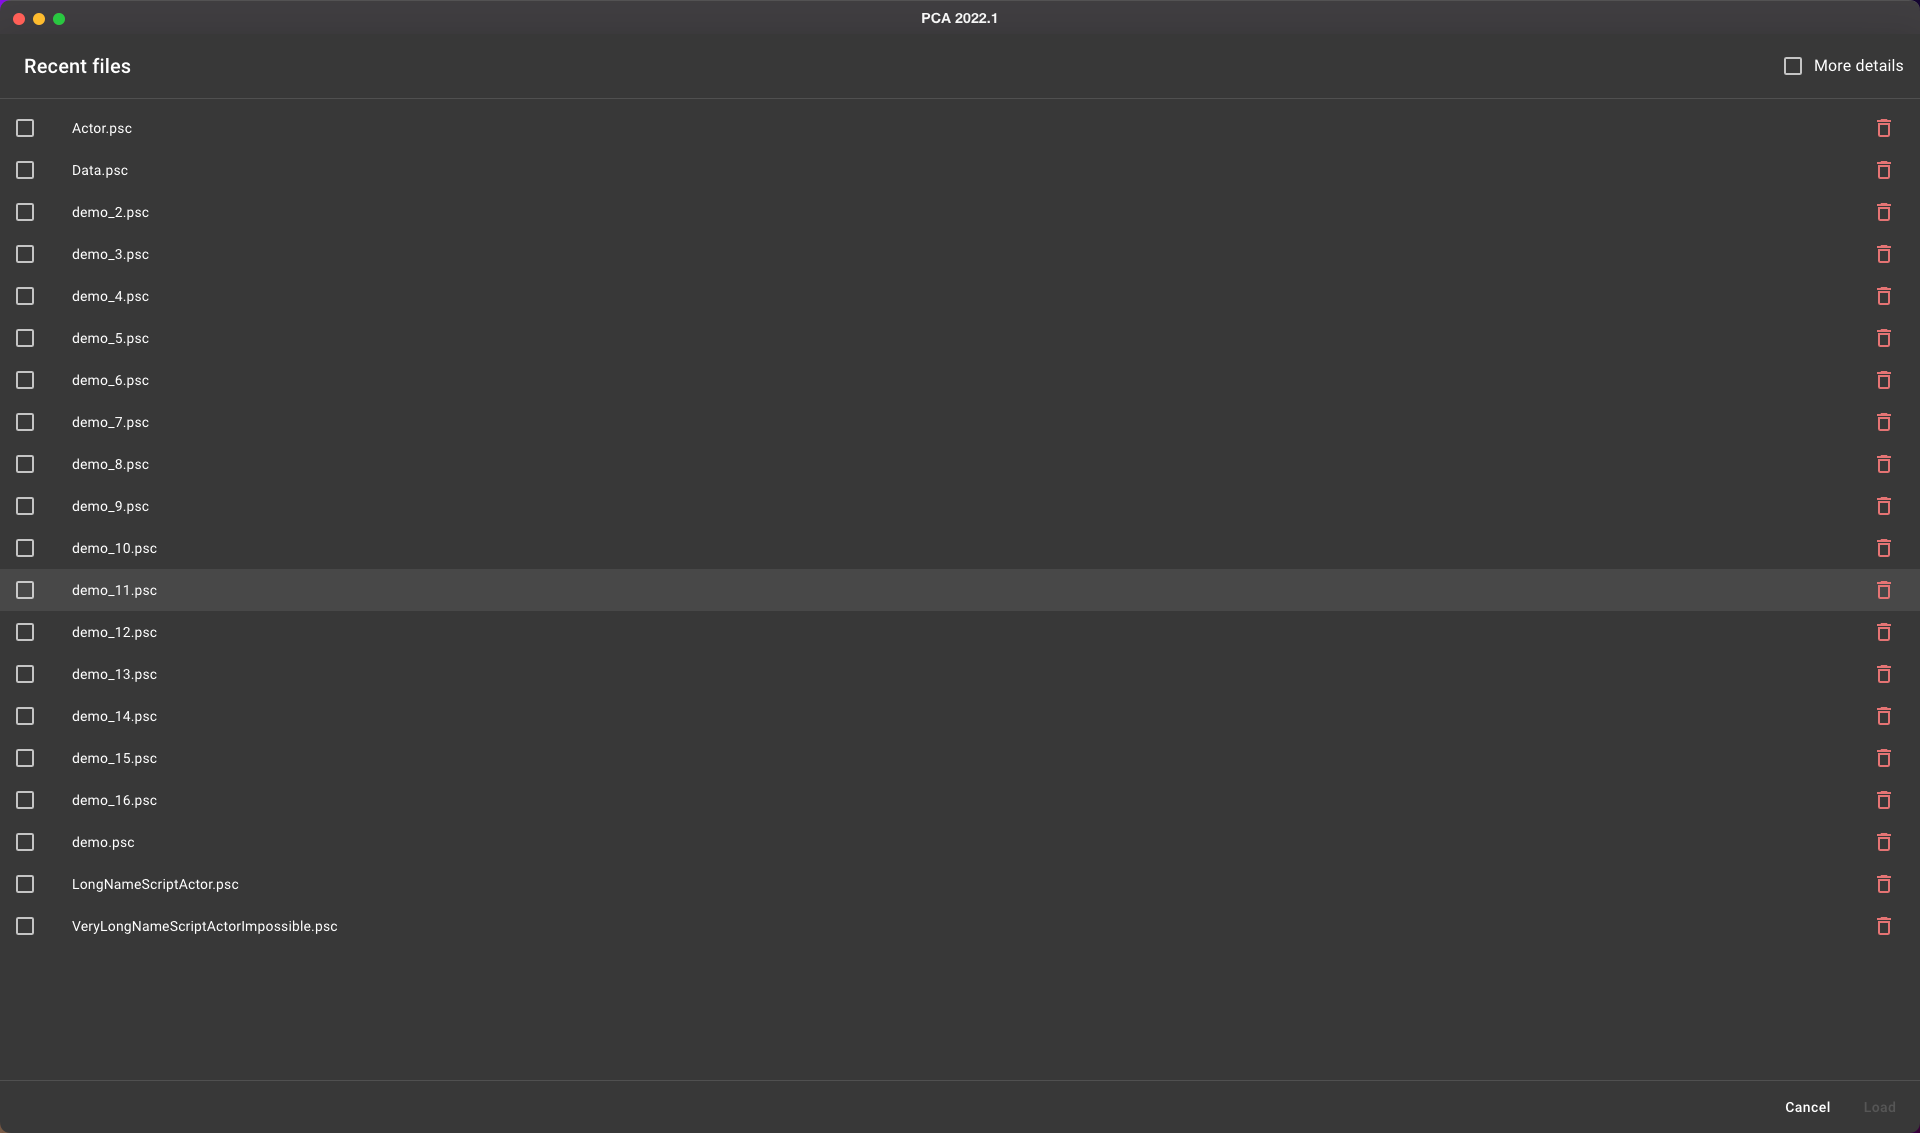 PCA 2022.1
Recent files
More details
Actor.psc
Data.psc
demo_2.psc
demo_3.psc
demo_4.psc
demo_5.psc
demo_6.psc
demo_7.psc
demo_8.psc
demo_9.psc
demo_10.psc
demo_11.psc
demo_12.psc
demo_13.psc
demo_14.psc
demo_15.psc
demo_16.psc
demo.psc
LongNameScriptActor.psc
VeryLongNameScriptActorImpossible.psc
Cancel
Load